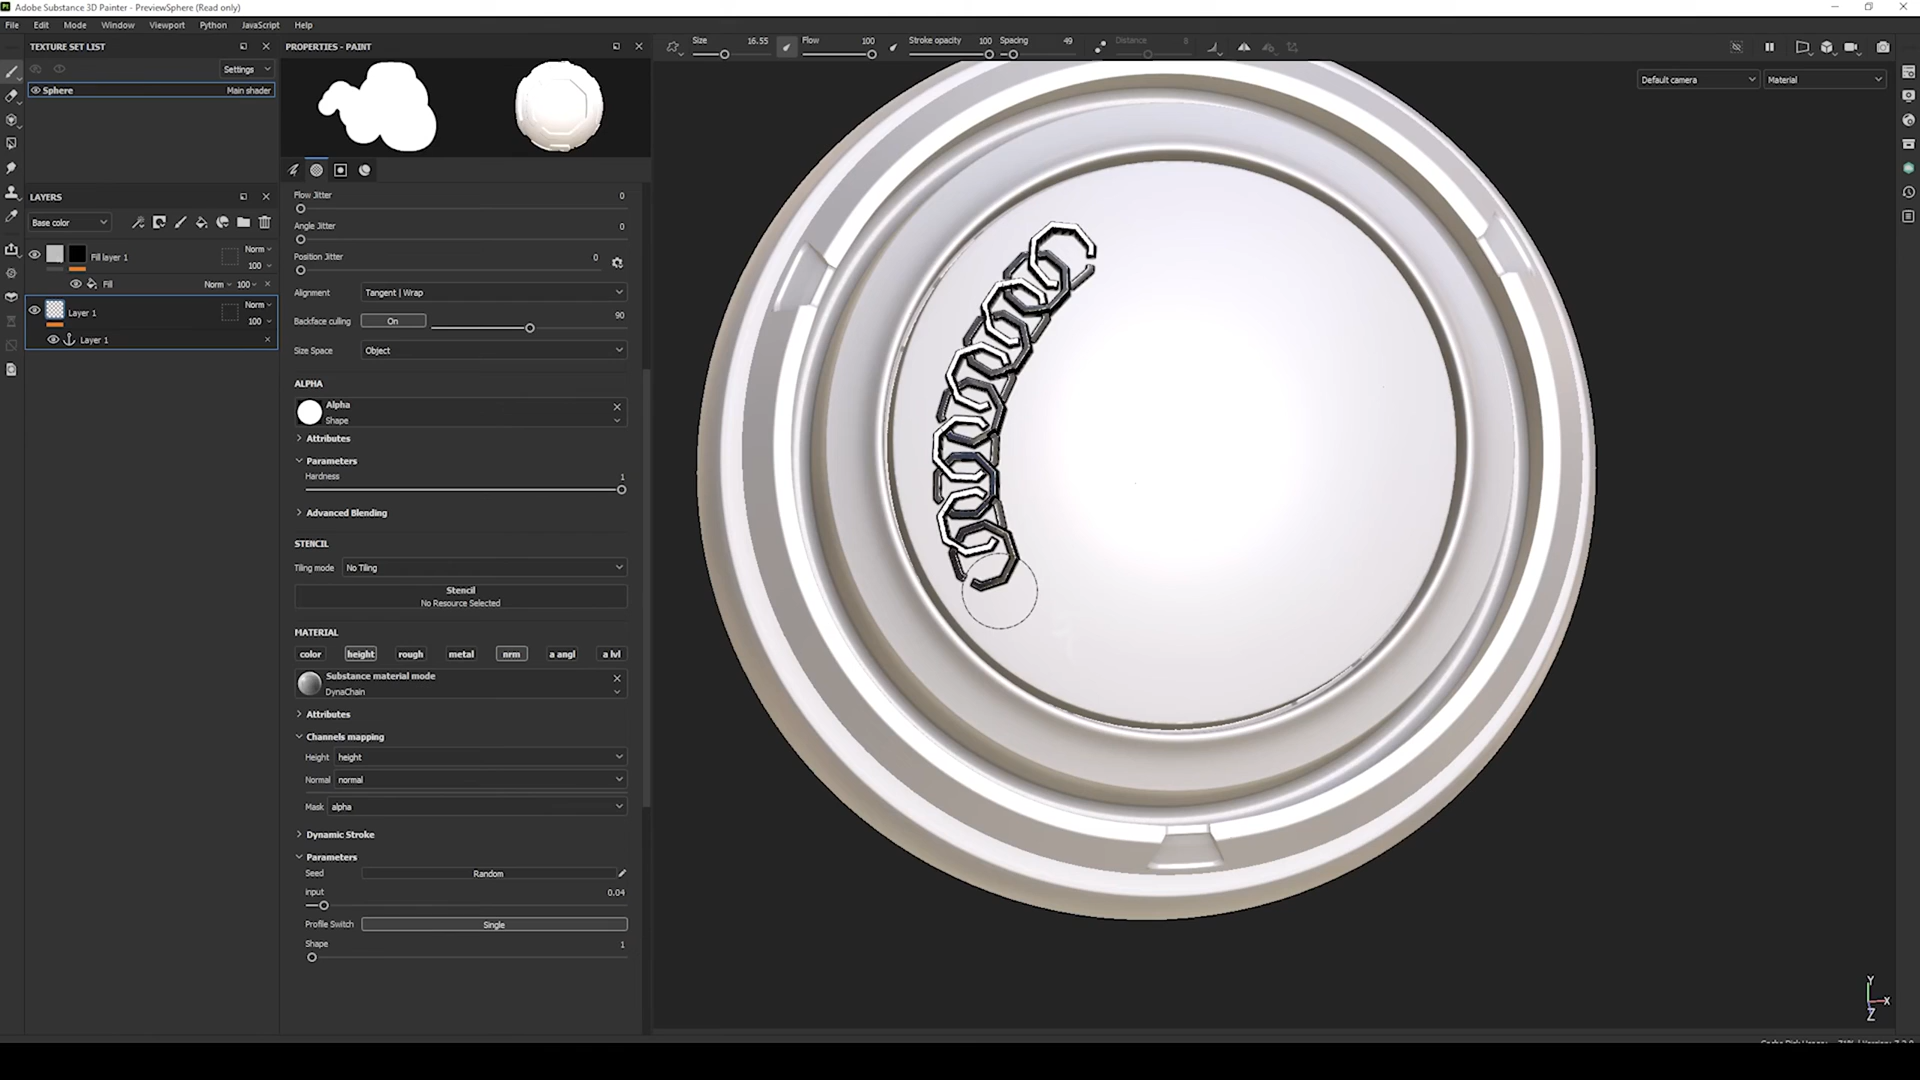 Adobe Substance 3D Painter - PreviewSphere (Read only)
File Edit Mode Window Viewport Python JavaScript Help
TEXTURE SET LIST
Settings
Sphere Main shader
LAYERS
Base color
Fill layer 1 Norm
100
Fill Norm 100
Layer 1 Norm
100
Layer 1
PROPERTIES - PAINT
Flow Jitter 0
Angle Jitter 0
Position Jitter 0
Alignment Tangent | Wrap
Backface culling On 90
Size Space Object
ALPHA
Alpha
Shape
Attributes
Parameters
Hardness 1
Advanced Blending
STENCIL
Tiling mode No Tiling
Stencil
No Resource Selected
MATERIAL
color height rough metal nrm a angl a lvl
Substance material mode
DynaChain
Attributes
Channels mapping
Height height
Normal normal
Mask alpha
Dynamic Stroke
Parameters
Seed Random
input 0.04
Profile Switch Single
Shape 1
Size 16.55 Flow 100 Stroke opacity 100 Spacing 49 Distance 8
Default camera Material
Y
X
Z